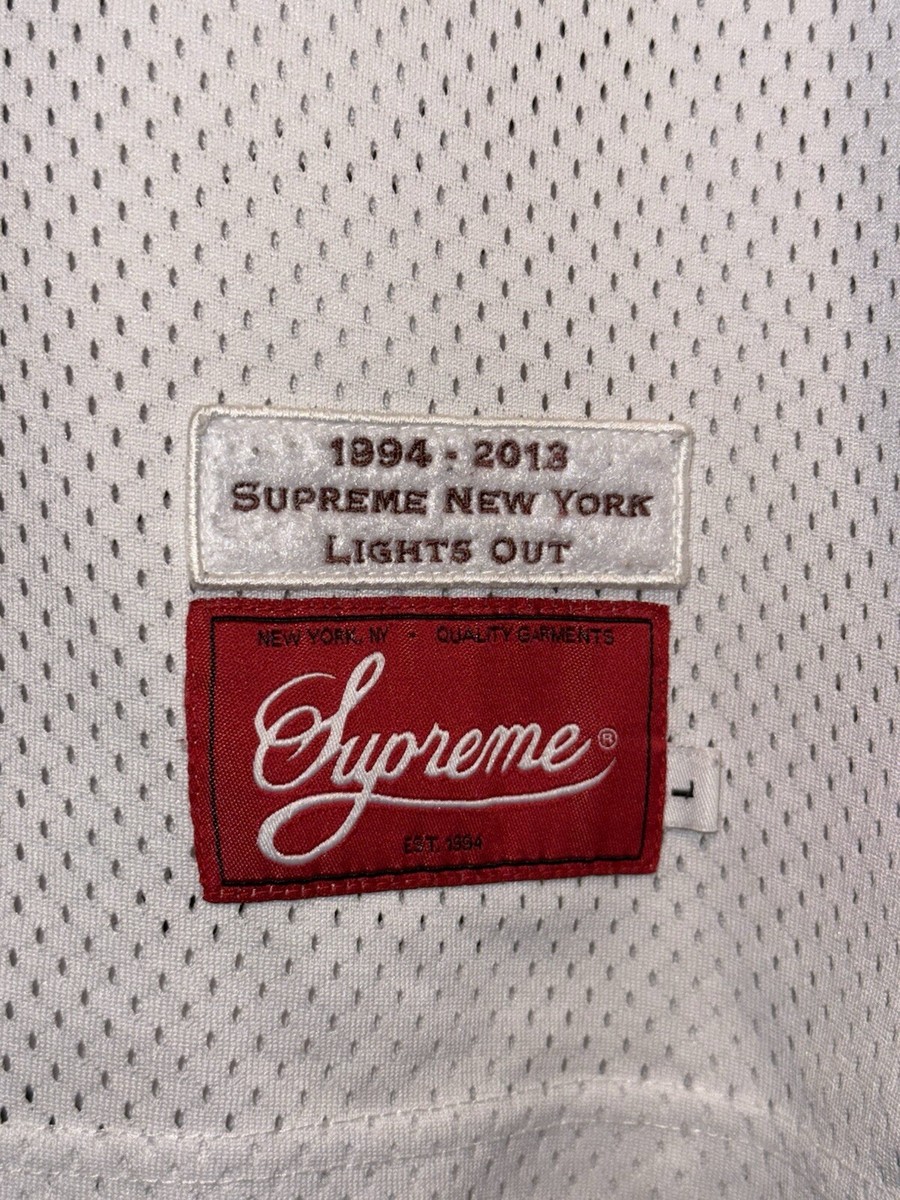 1994 - 2013
SUPREME NEW YORK
LIGHTS OUT
NEW YORK, NY - QUALITY GARMENTS
Supreme®
EST. 1994
L